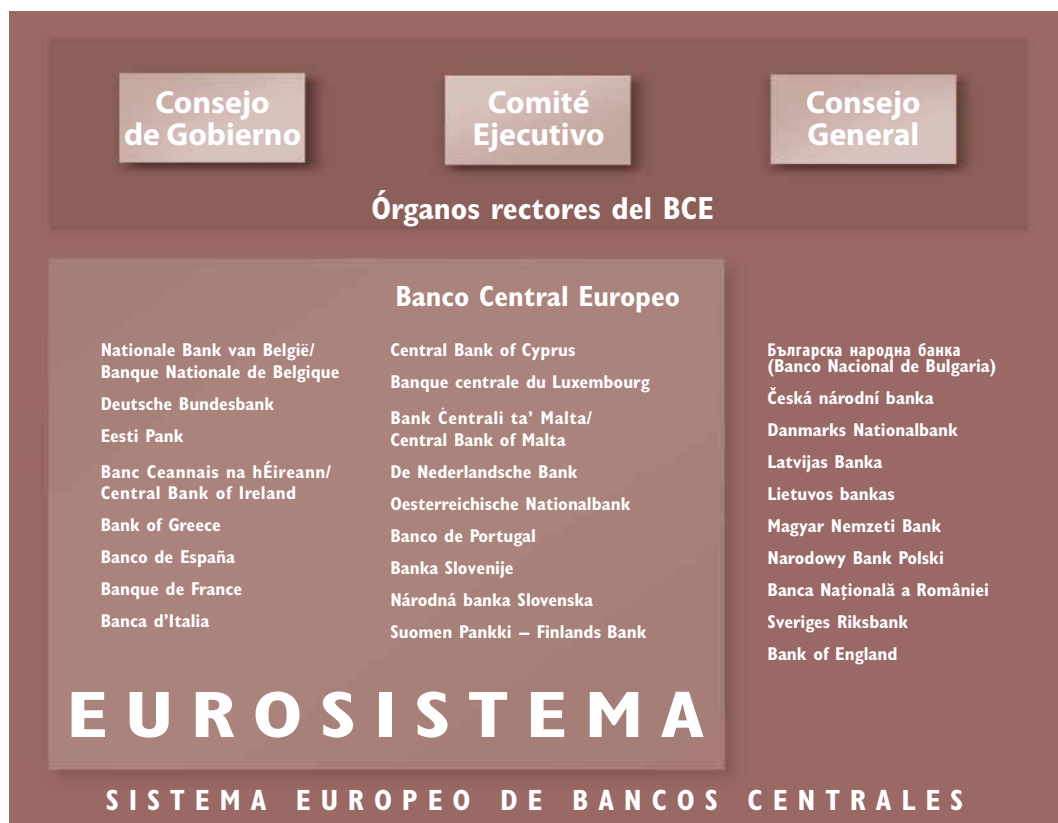 Consejo
de Gobierno
Comité
Ejecutivo
Consejo
General
Órganos rectores del BCE
Banco Central Europeo
Nationale Bank van België/
Banque Nationale de Belgique
Deutsche Bundesbank
Eesti Pank
Banc Ceannais na hÉireann/
Central Bank of Ireland
Bank of Greece
Banco de España
Banque de France
Banca d’Italia
Central Bank of Cyprus
Banque centrale du Luxembourg
Bank Ċentrali ta’ Malta/
Central Bank of Malta
De Nederlandsche Bank
Oesterreichische Nationalbank
Banco de Portugal
Banka Slovenije
Národná banka Slovenska
Suomen Pankki – Finlands Bank
Българска народна банка
(Banco Nacional de Bulgaria)
Česká národní banka
Danmarks Nationalbank
Latvijas Banka
Lietuvos bankas
Magyar Nemzeti Bank
Narodowy Bank Polski
Banca Națională a României
Sveriges Riksbank
Bank of England
EUROSISTEMA
SISTEMA EUROPEO DE BANCOS CENTRALES